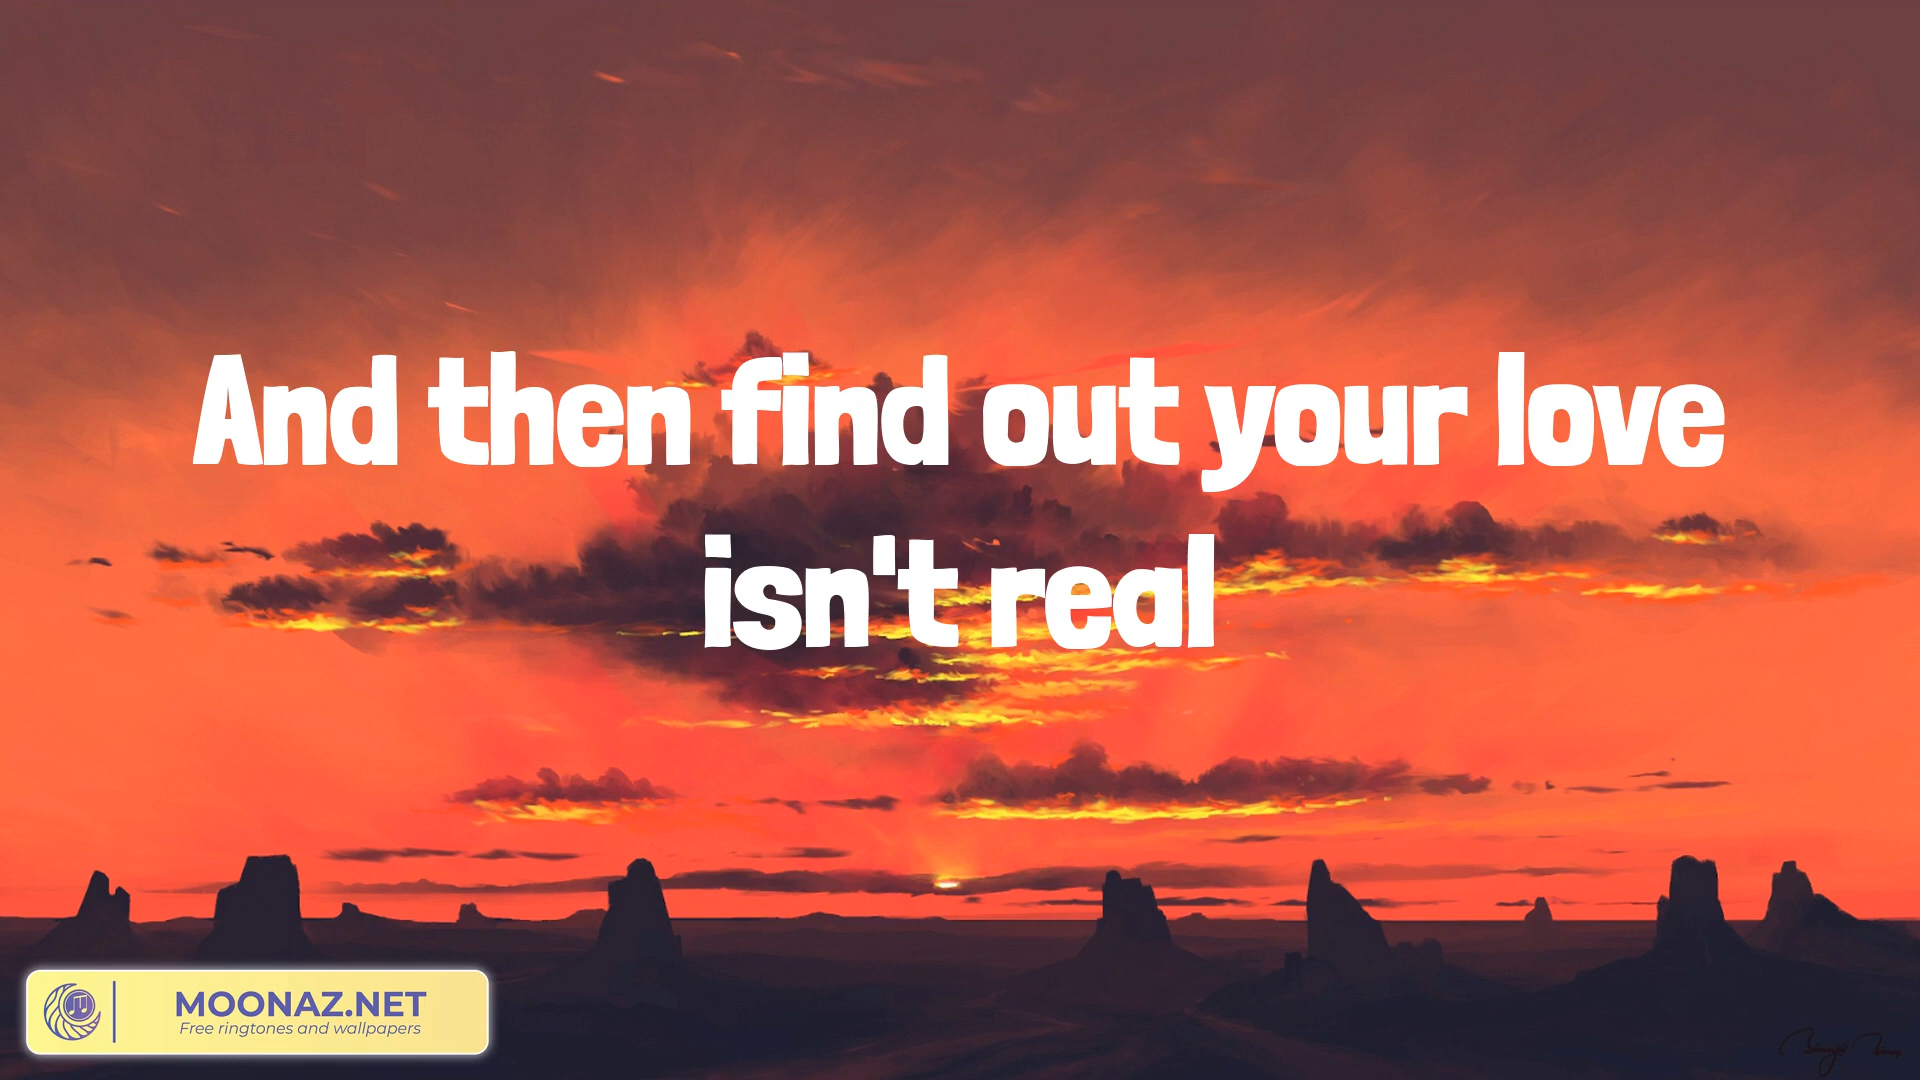 And then find out your love
isn't real
MOONAZ.NET
Free ringtones and wallpapers